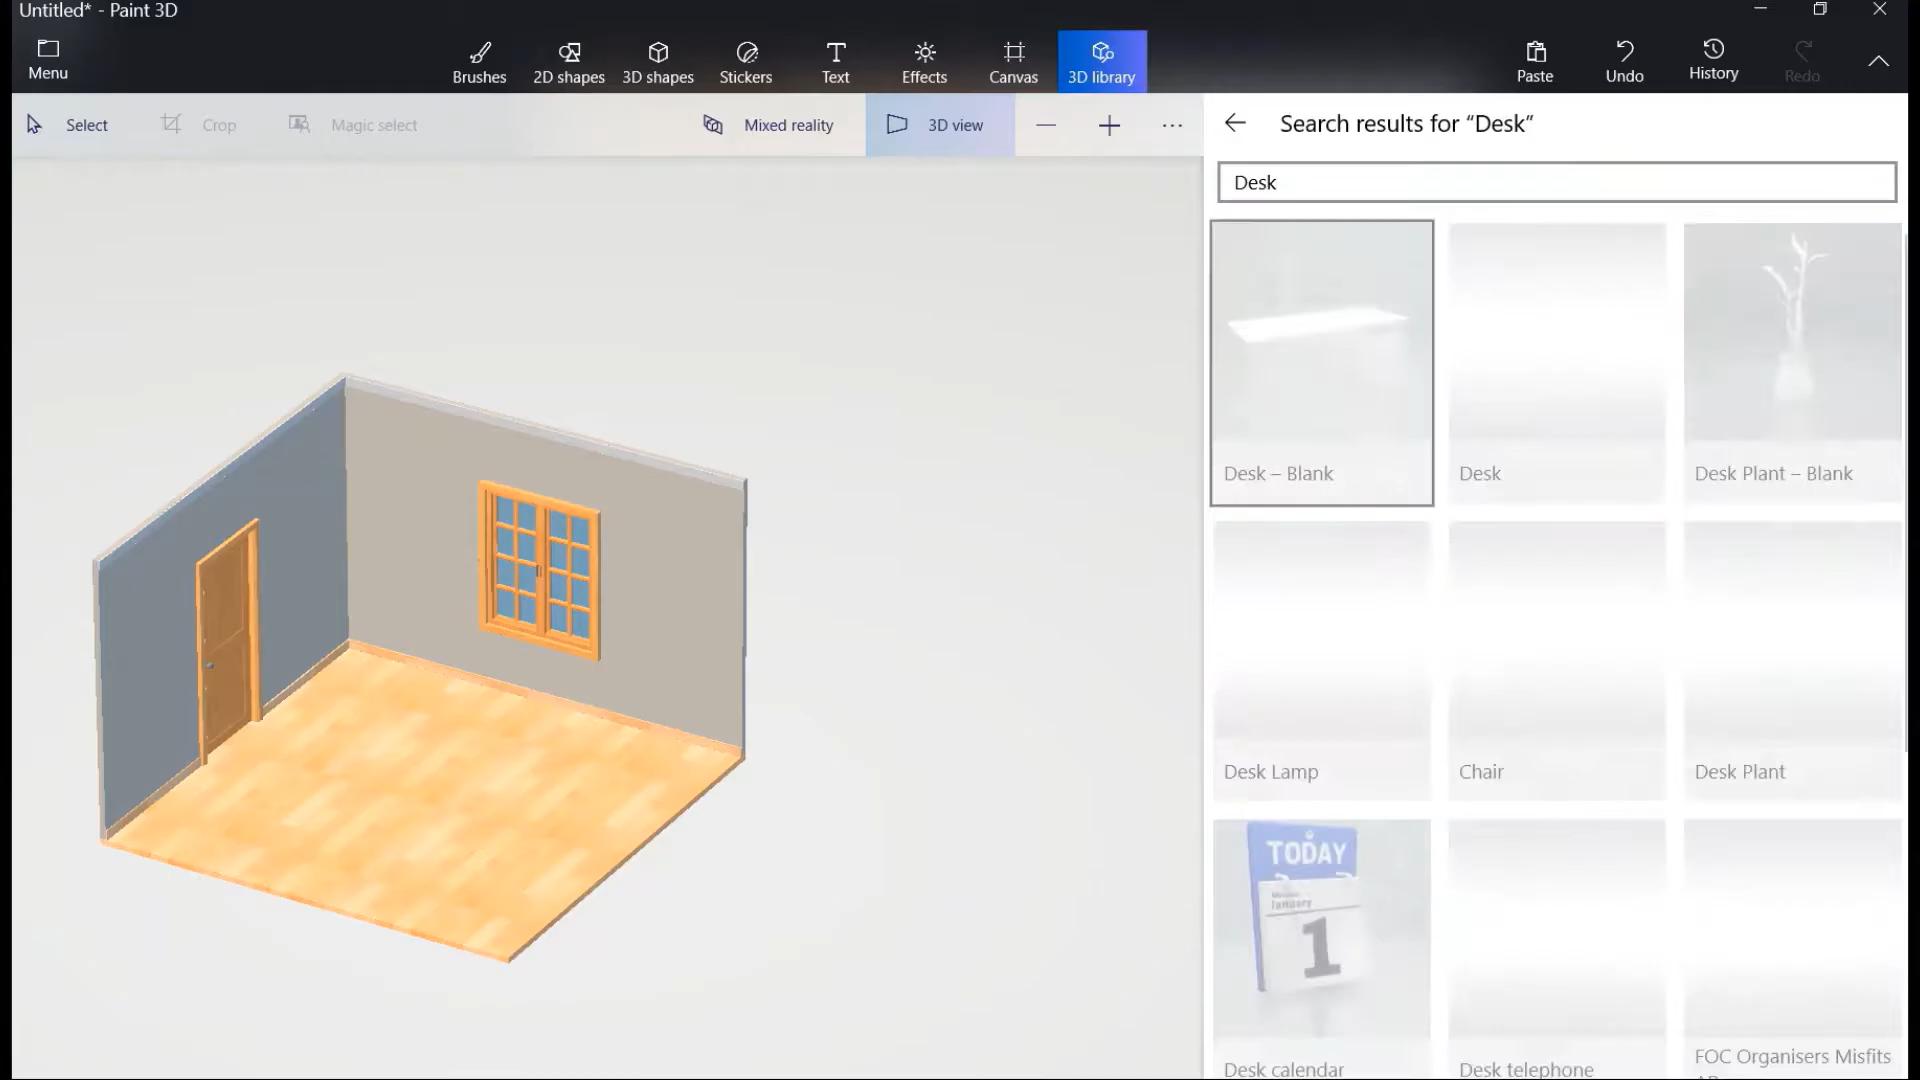 Untitled* - Paint 3D
Menu
Brushes
2D shapes
3D shapes
Stickers
Text
Effects
Canvas
3D library
Paste
Undo
History
Redo
Select
Crop
Magic select
Mixed reality
3D view
Search results for “Desk”
Desk
Desk – Blank
Desk
Desk Plant – Blank
Desk Lamp
Chair
Desk Plant
TODAY
January
1
Desk calendar
Desk telephone
FOC Organisers Misfits